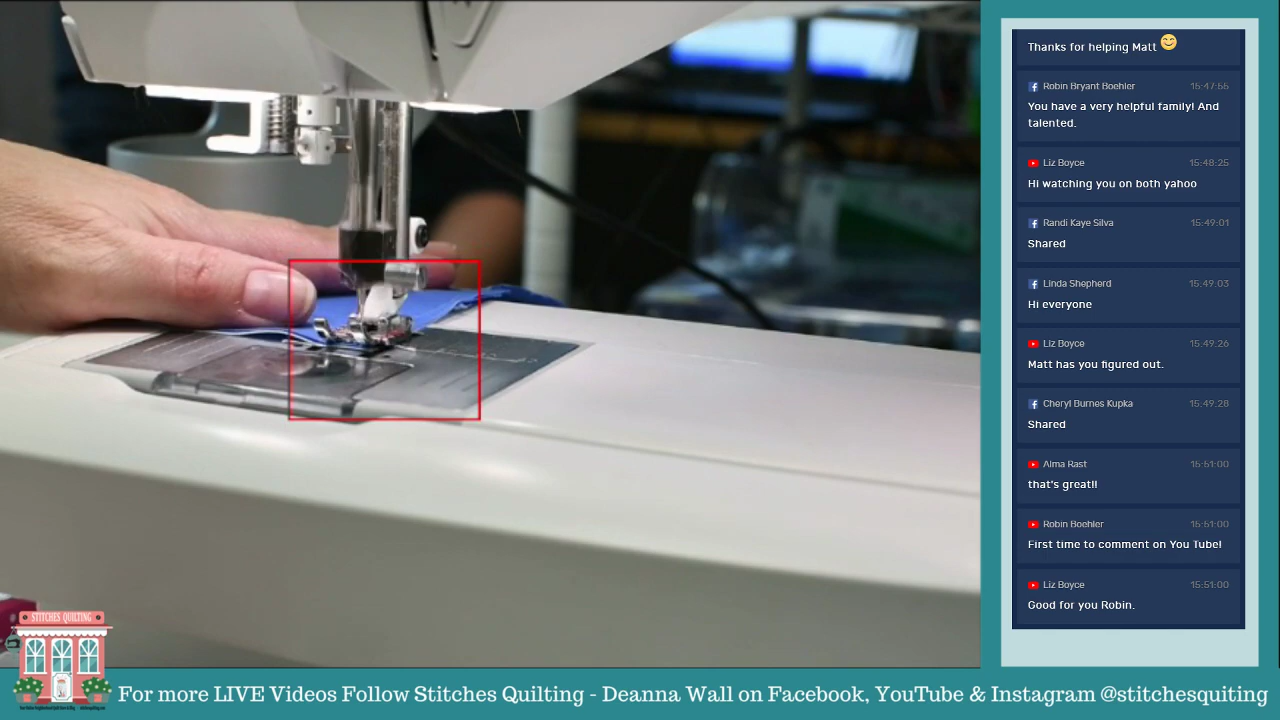 Thanks for helping Matt 😊
Robin Bryant Boehler 15:47:55
You have a very helpful family! And
talented.
Liz Boyce 15:48:25
Hi watching you on both yahoo
Randi Kaye Silva 15:49:01
Shared
Linda Shepherd 15:49:03
Hi everyone
Liz Boyce 15:49:26
Matt has you figured out.
Cheryl Burnes Kupka 15:49:28
Shared
Alma Rast 15:51:00
that's great!!
Robin Boehler 15:51:00
First time to comment on You Tube!
Liz Boyce 15:51:00
Good for you Robin.
STITCHES QUILTING
For more LIVE Videos Follow Stitches Quilting - Deanna Wall on Facebook, YouTube & Instagram @stitchesquiting